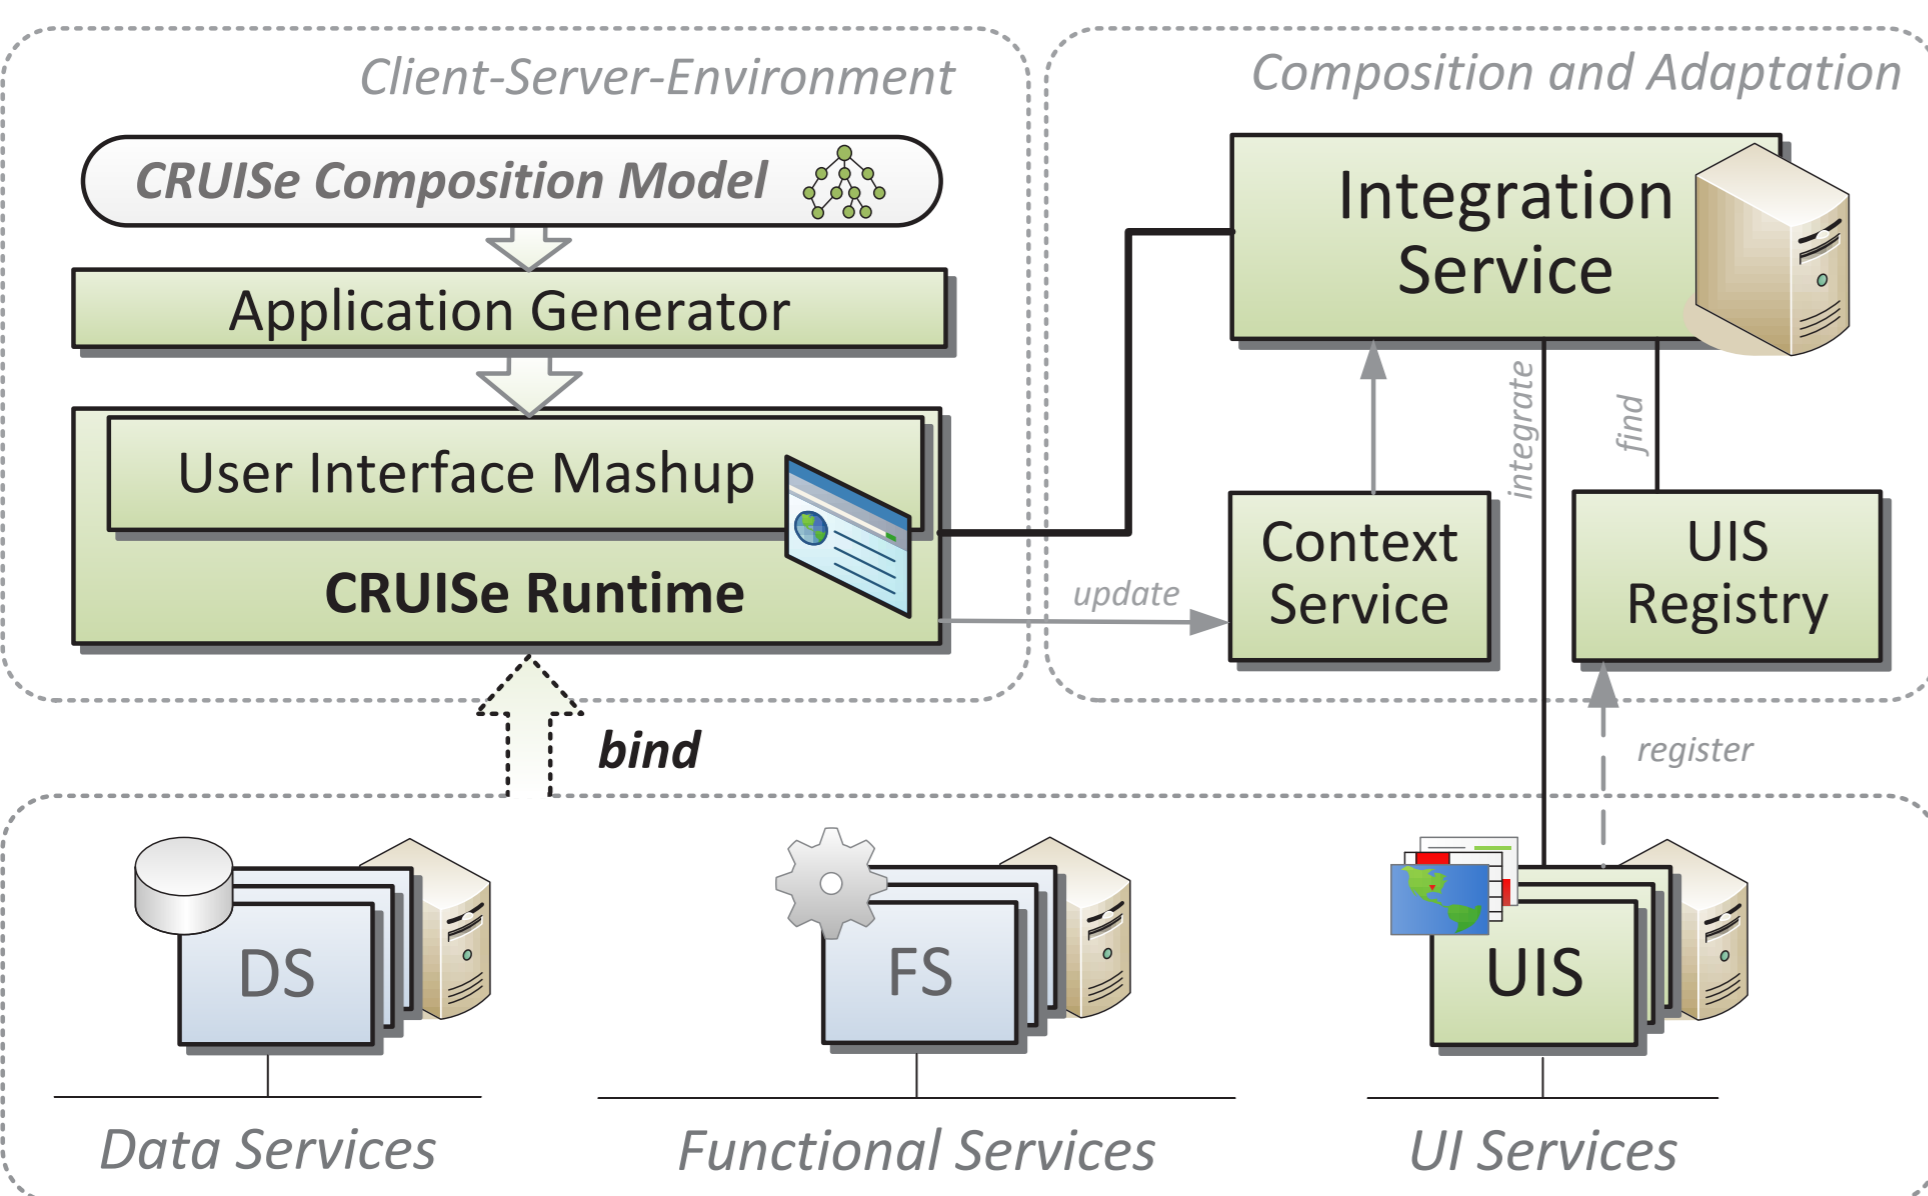 Client-Server-Environment
CRUISe Composition Model
Application Generator
User Interface Mashup
CRUISe Runtime
Composition and Adaptation
Integration
Service
integrate
find
Context
Service
UIS
Registry
update
bind
register
DS
FS
UIS
Data Services
Functional Services
UI Services